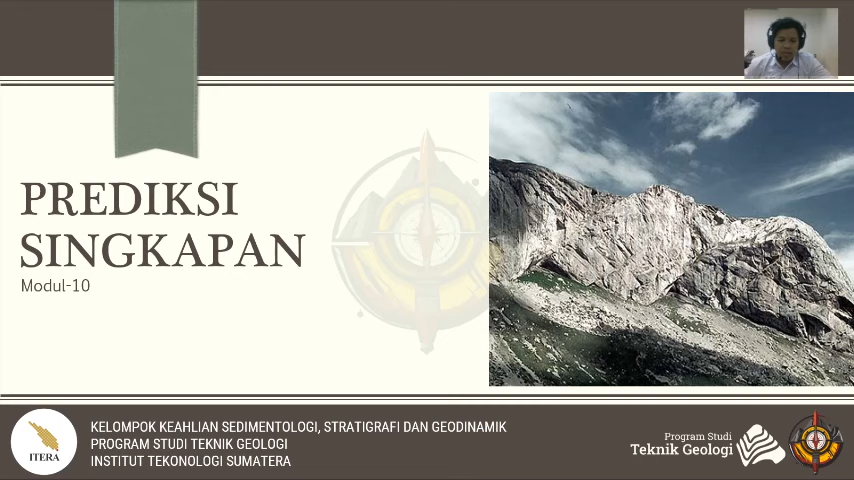 PREDIKSI
SINGKAPAN
Modul-10
ITERA
KELOMPOK KEAHLIAN SEDIMENTOLOGI, STRATIGRAFI DAN GEODINAMIK
PROGRAM STUDI TEKNIK GEOLOGI
INSTITUT TEKONOLOGI SUMATERA
Program Studi
Teknik Geologi